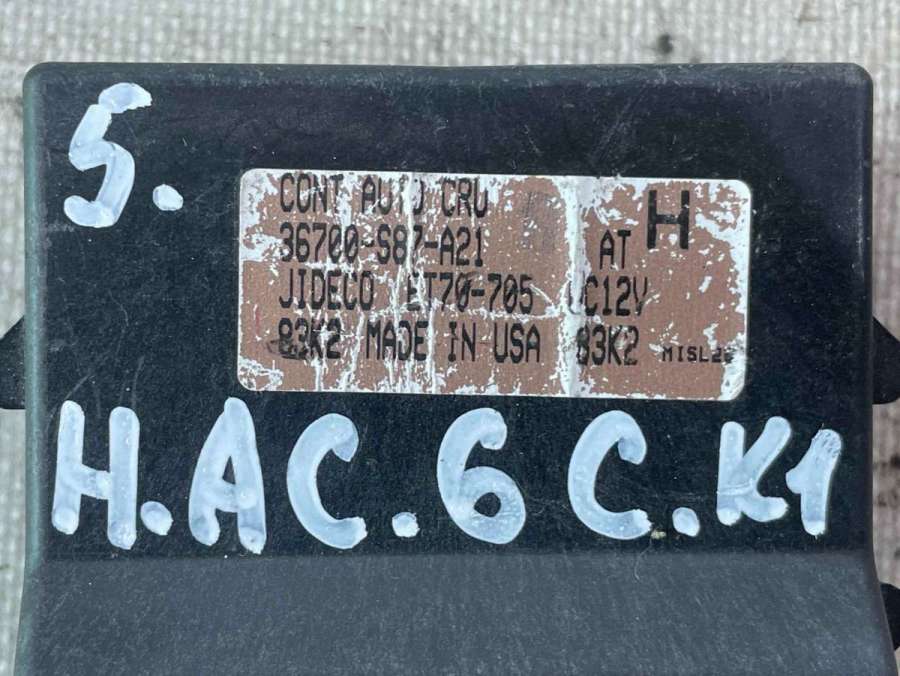 5.
CONT AUTO CRU
36700-S87-A21 AT H
JIDECO ET70-705 DC12V
83K2 MADE IN USA 83K2
H.AC.6C.K1